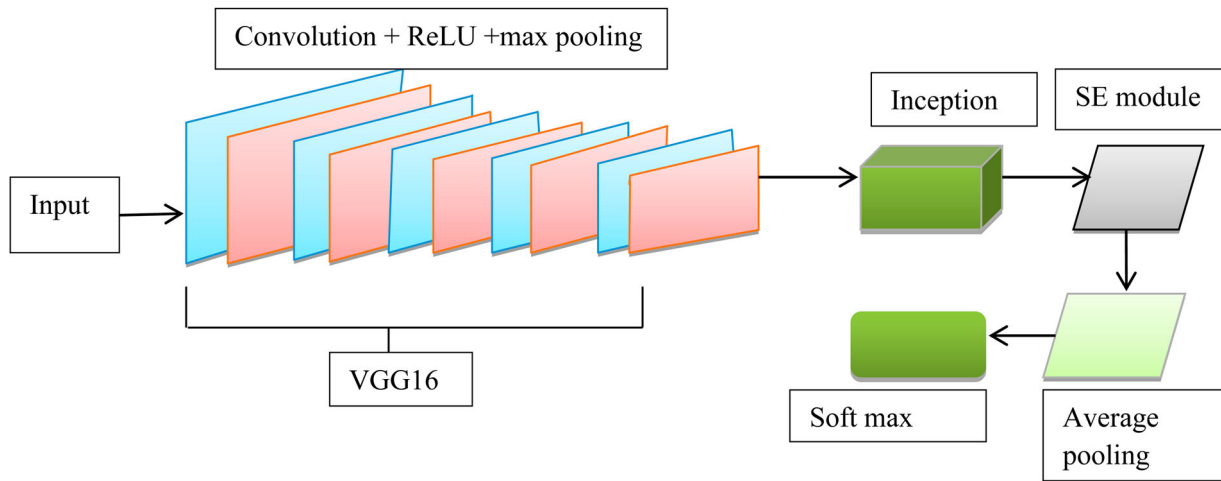 Convolution + ReLU +max pooling
Inception
SE module
Input
VGG16
Soft max
Average
pooling